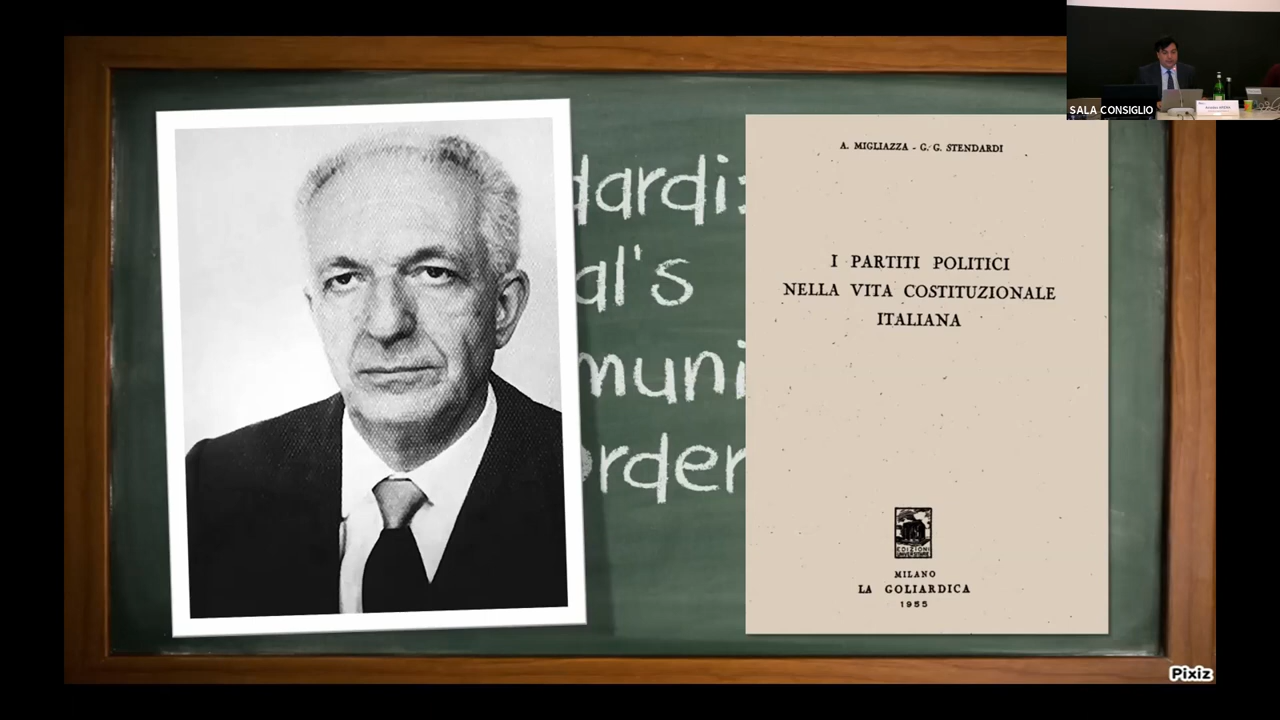 SALA CONSIGLIO
dardi
al's
muni
order
A. MIGLIAZZA - G. G. STENDARDI
I PARTITI POLITICI
NELLA VITA COSTITUZIONALE
ITALIANA
EDIZIONI
MILANO
LA GOLIARDICA
1955
Pixiz